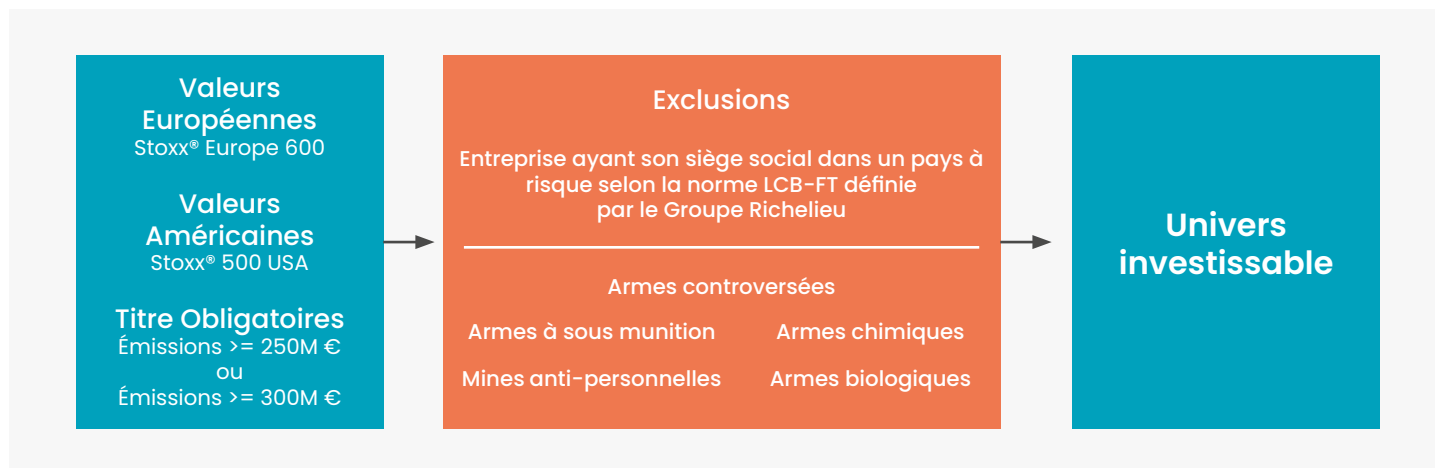 Valeurs
Européennes
Stoxx® Europe 600
Valeurs
Américaines
Stoxx® 500 USA
Titre Obligatoires
Émissions >= 250M €
ou
Émissions >= 300M €
Exclusions
Entreprise ayant son siège social dans un pays à
risque selon la norme LCB-FT définie
par le Groupe Richelieu
Armes controversées
Armes à sous munition
Armes chimiques
Mines anti-personnelles
Armes biologiques
Univers
investissable